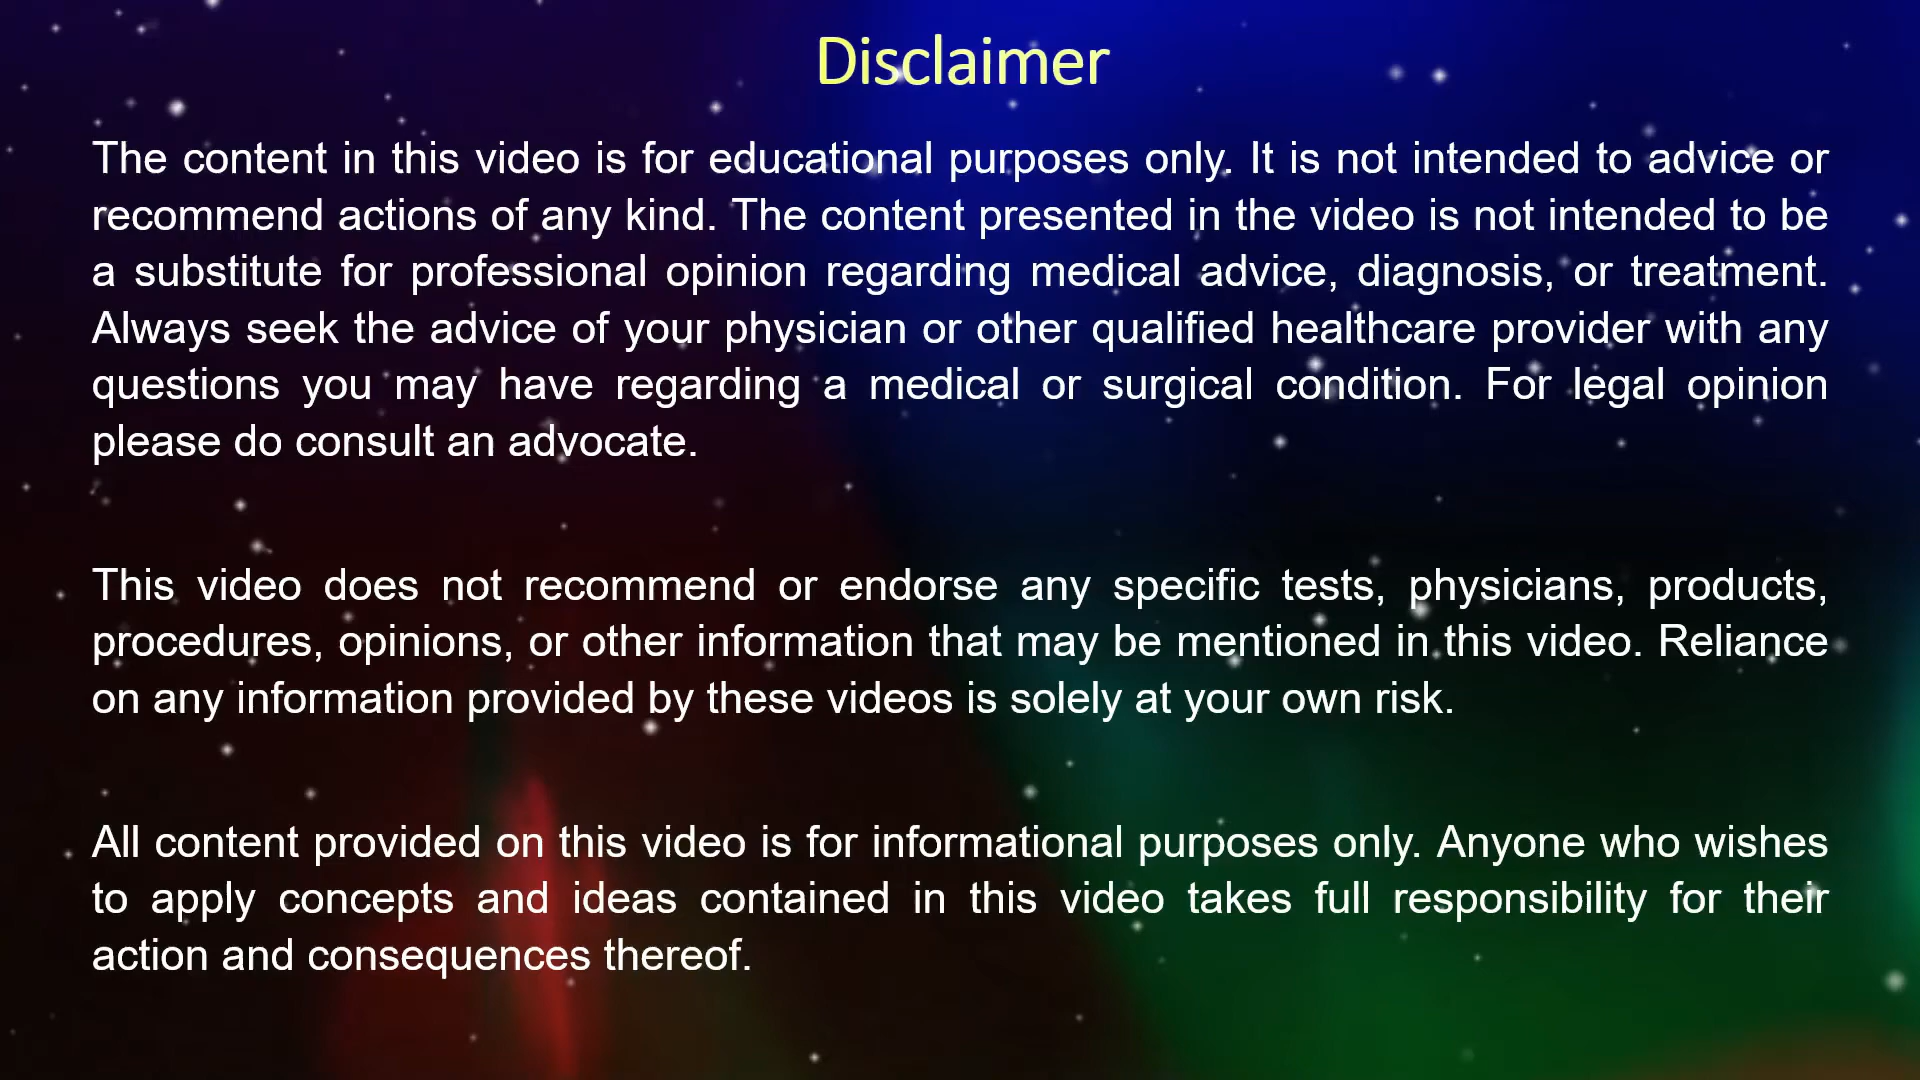 Disclaimer
The content in this video is for educational purposes only. It is not intended to advice or
recommend actions of any kind. The content presented in the video is not intended to be
a substitute for professional opinion regarding medical advice, diagnosis, or treatment.
Always seek the advice of your physician or other qualified healthcare provider with any
questions you may have regarding a medical or surgical condition. For legal opinion
please do consult an advocate.
This video does not recommend or endorse any specific tests, physicians, products,
procedures, opinions, or other information that may be mentioned in this video. Reliance
on any information provided by these videos is solely at your own risk.
All content provided on this video is for informational purposes only. Anyone who wishes
to apply concepts and ideas contained in this video takes full responsibility for their
action and consequences thereof.